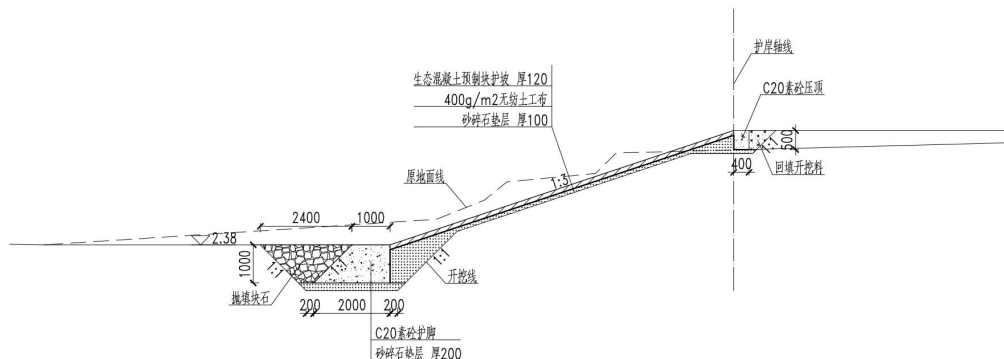 护岸轴线
生态混凝土预制块护坡 厚120
400g/m2无纺土工布
砂碎石垫层 厚100
C20素砼压顶
500
400
回填开挖料
1:3
原地面线
2400
1000
2.38
1000
抛填块石
开挖线
200
2000
200
C20素砼护脚
砂碎石垫层 厚200